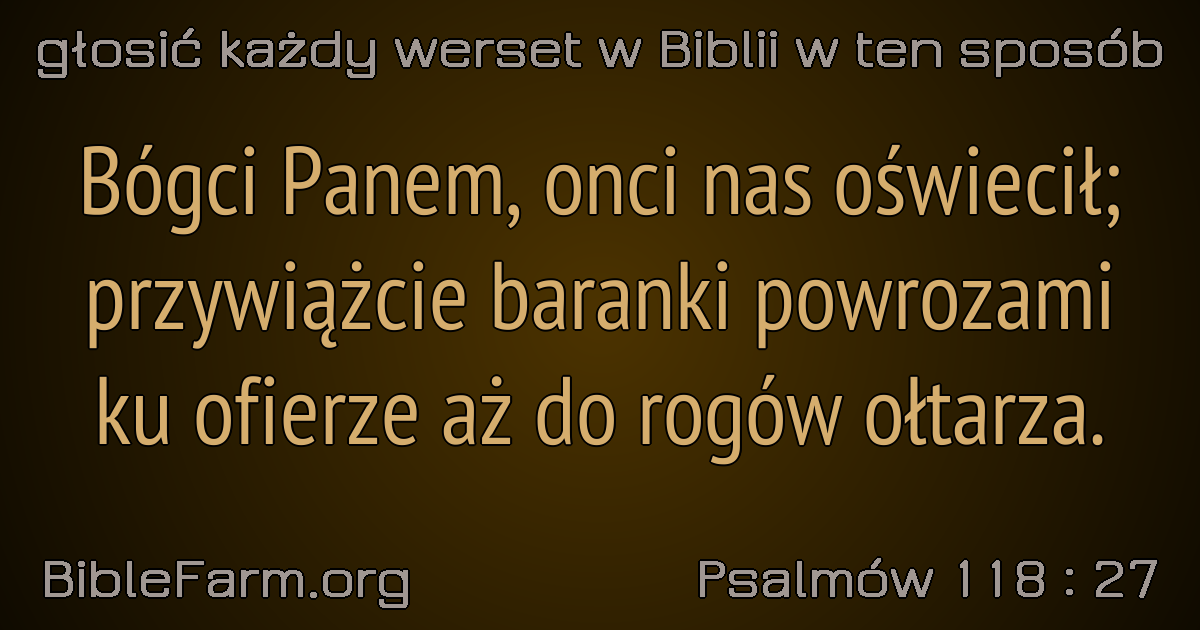 głosić każdy werset w Biblii w ten sposób
Bógci Panem, onci nas oświecił;
przywiążcie baranki powrozami
ku ofierze aż do rogów ołtarza.
BibleFarm.org
Psalmów 118 : 27